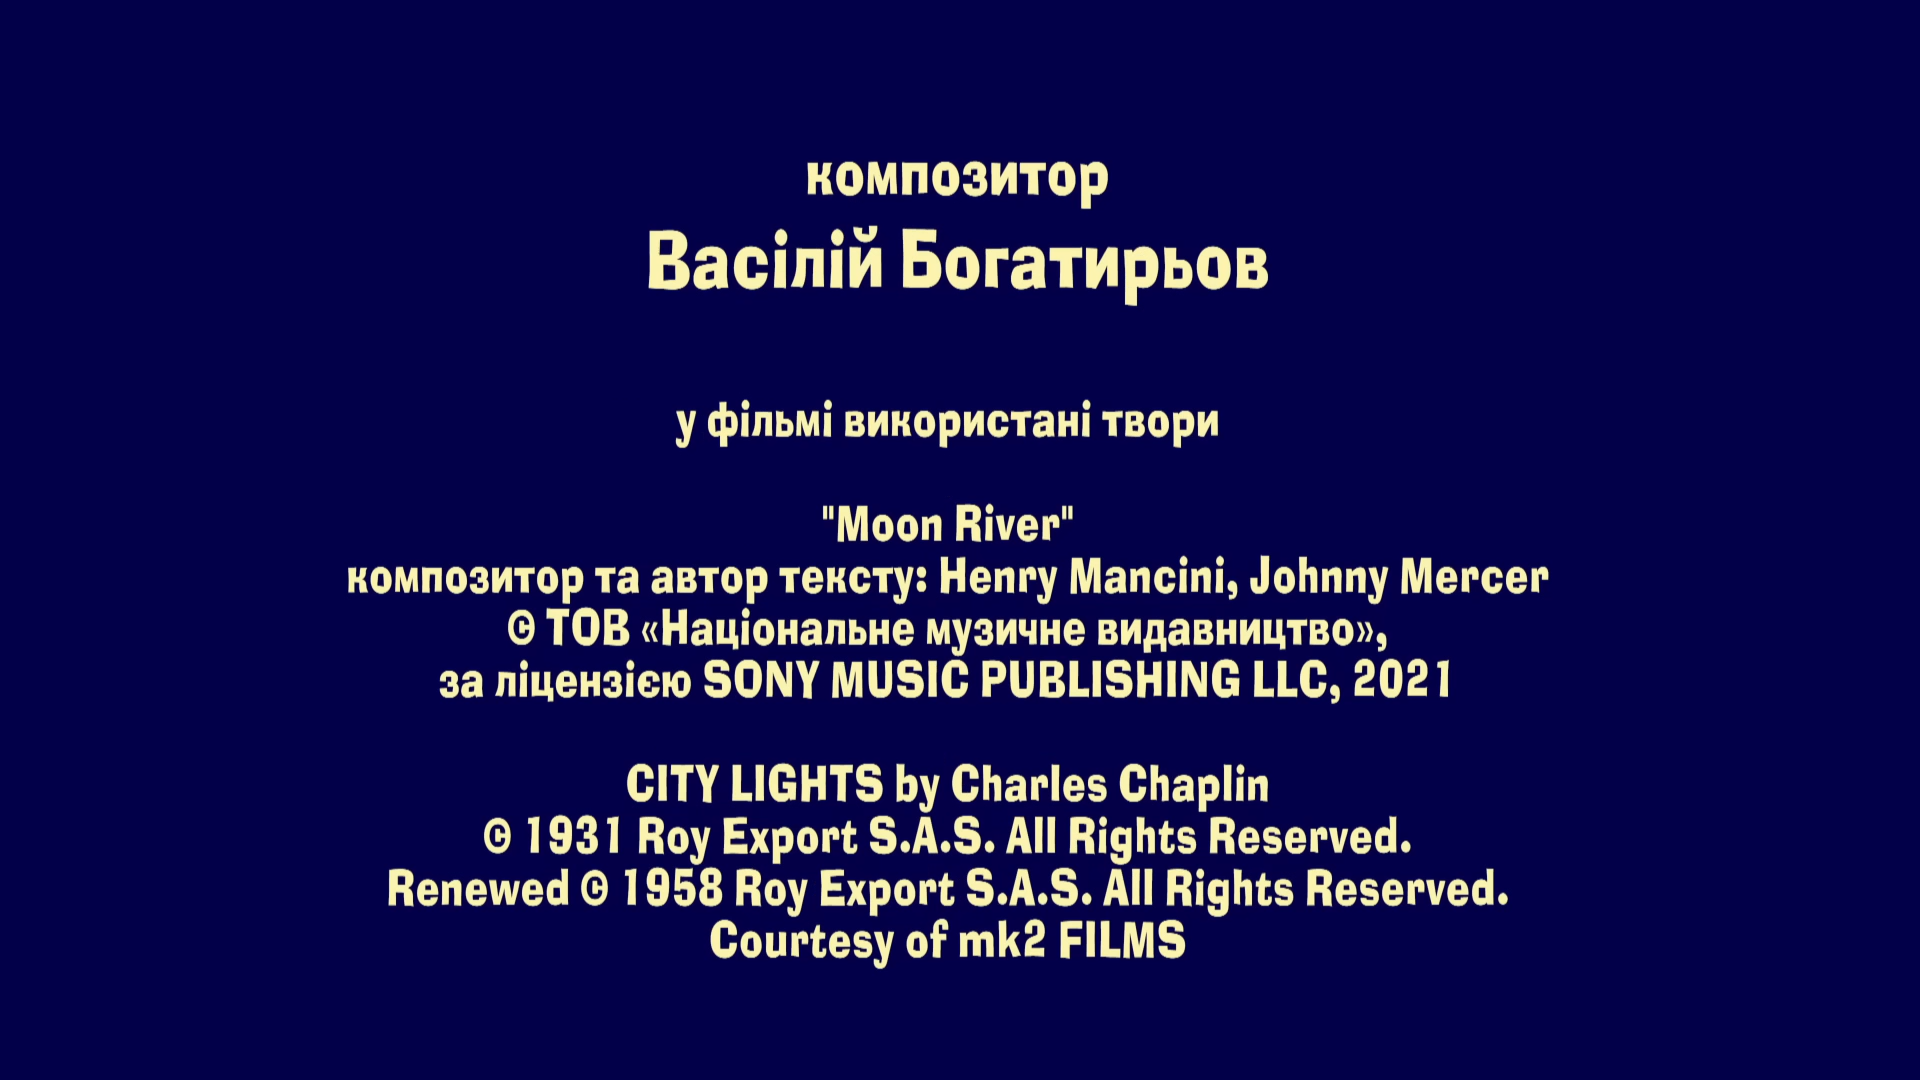 композитор
Васілій Богатирьов
у фільмі використані твори
"Moon River"
композитор та автор тексту: Henry Mancini, Johnny Mercer
© ТОВ «Національне музичне видавництво»,
за ліцензією SONY MUSIC PUBLISHING LLC, 2021
CITY LIGHTS by Charles Chaplin
© 1931 Roy Export S.A.S. All Rights Reserved.
Renewed © 1958 Roy Export S.A.S. All Rights Reserved.
Courtesy of mk2 FILMS